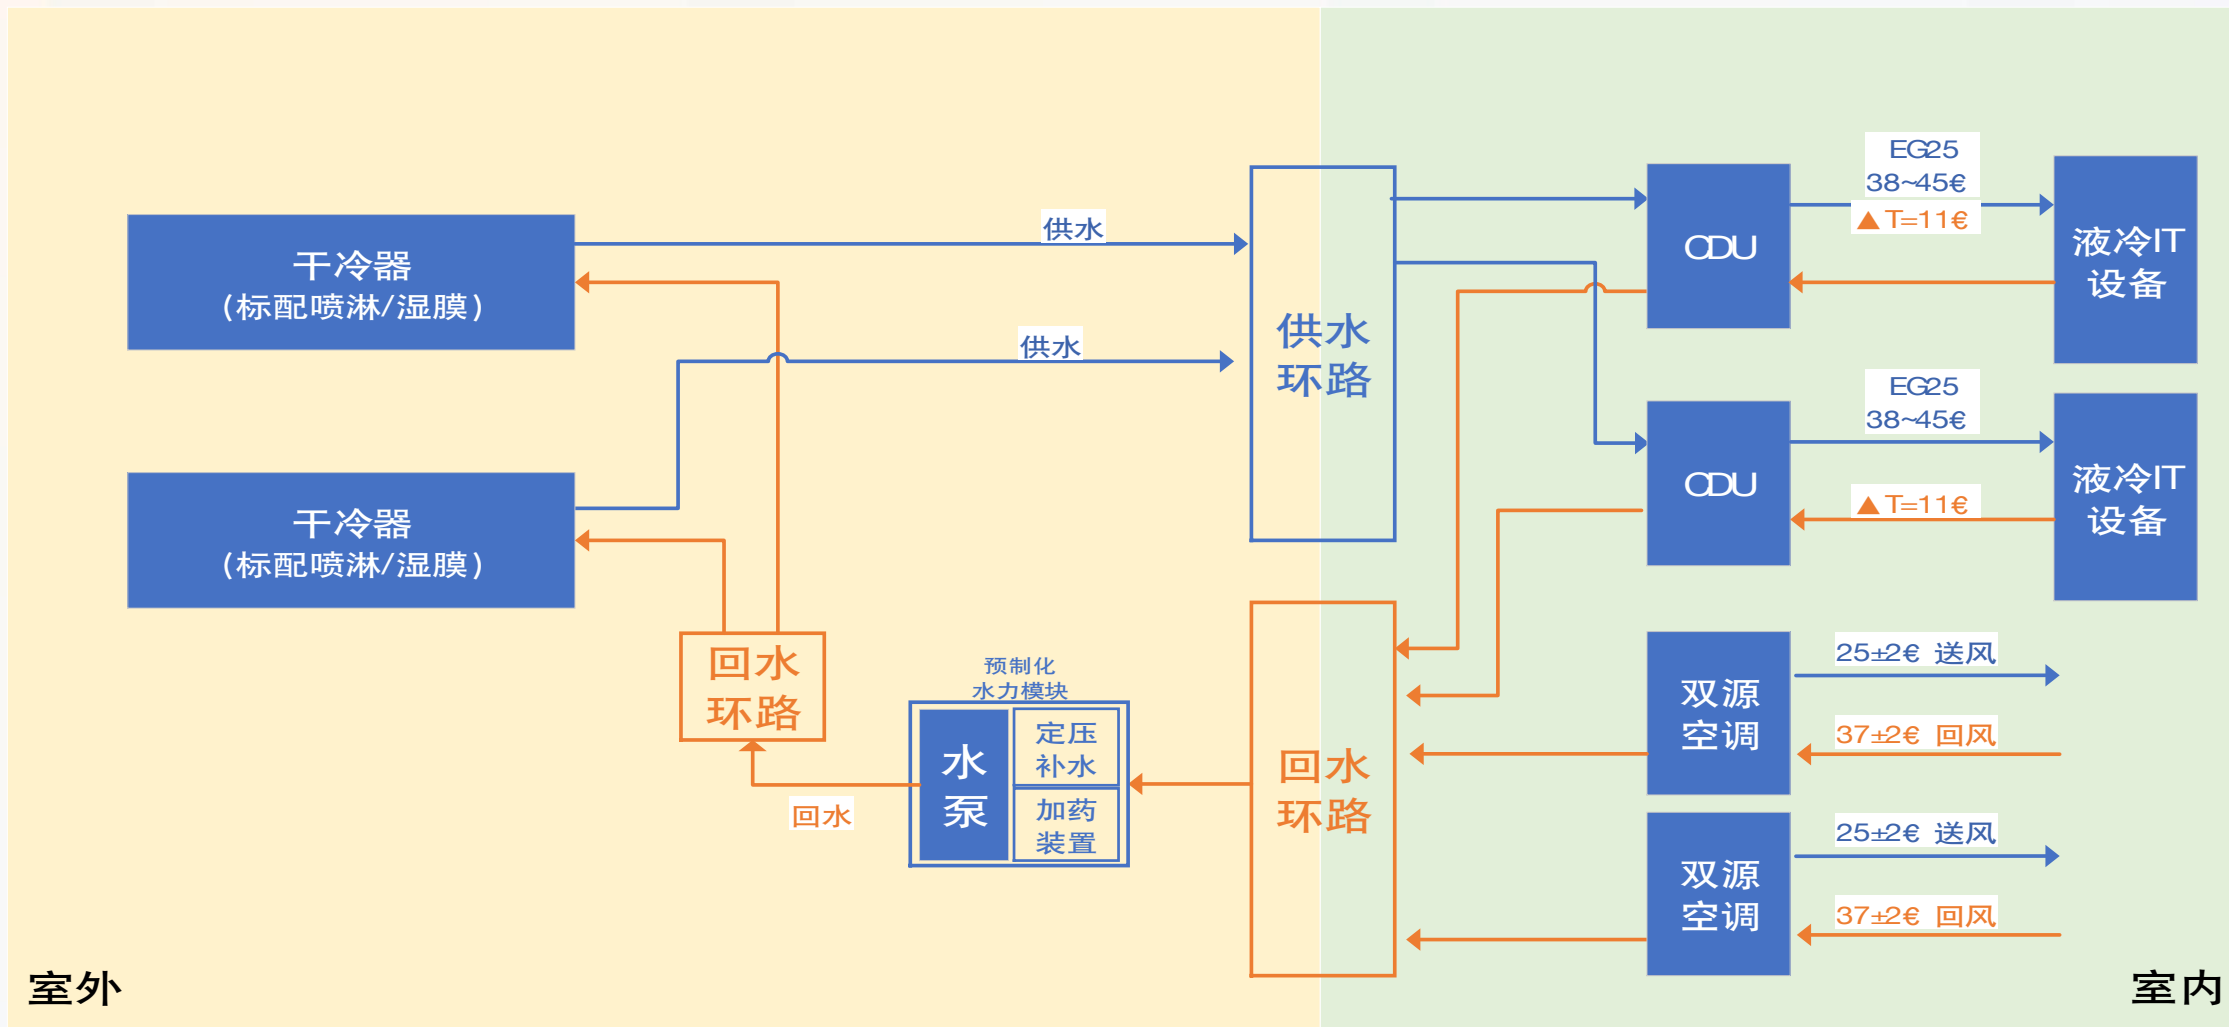 供水
干冷器
(标配喷淋/湿膜)
供水
干冷器
(标配喷淋/湿膜)
供水
环路
CDU
EG25
38~45€
▲T=11€
液冷IT
设备
CDU
EG25
38~45€
▲T=11€
液冷IT
设备
回水
环路
预制化
水力模块
水
泵
定压
补水
加药
装置
回水
回水
环路
双源
空调
25±2€ 送风
37±2€ 回风
双源
空调
25±2€ 送风
37±2€ 回风
室外
室内